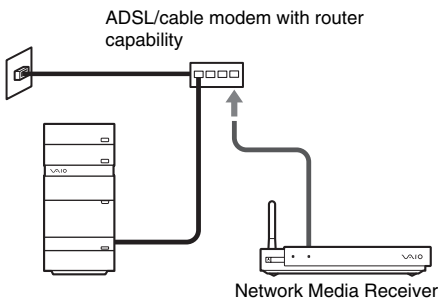 ADSL/cable modem with router
capability
VAIO
VAIO
Network Media Receiver